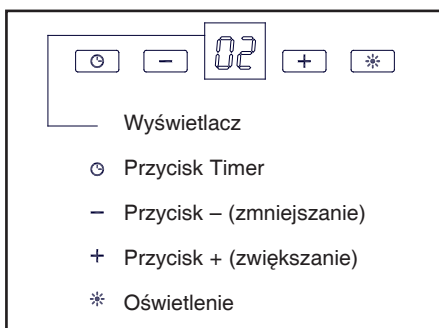 02
Wyświetlacz
Przycisk Timer
– Przycisk – (zmniejszanie)
+ Przycisk + (zwiększanie)
Oświetlenie